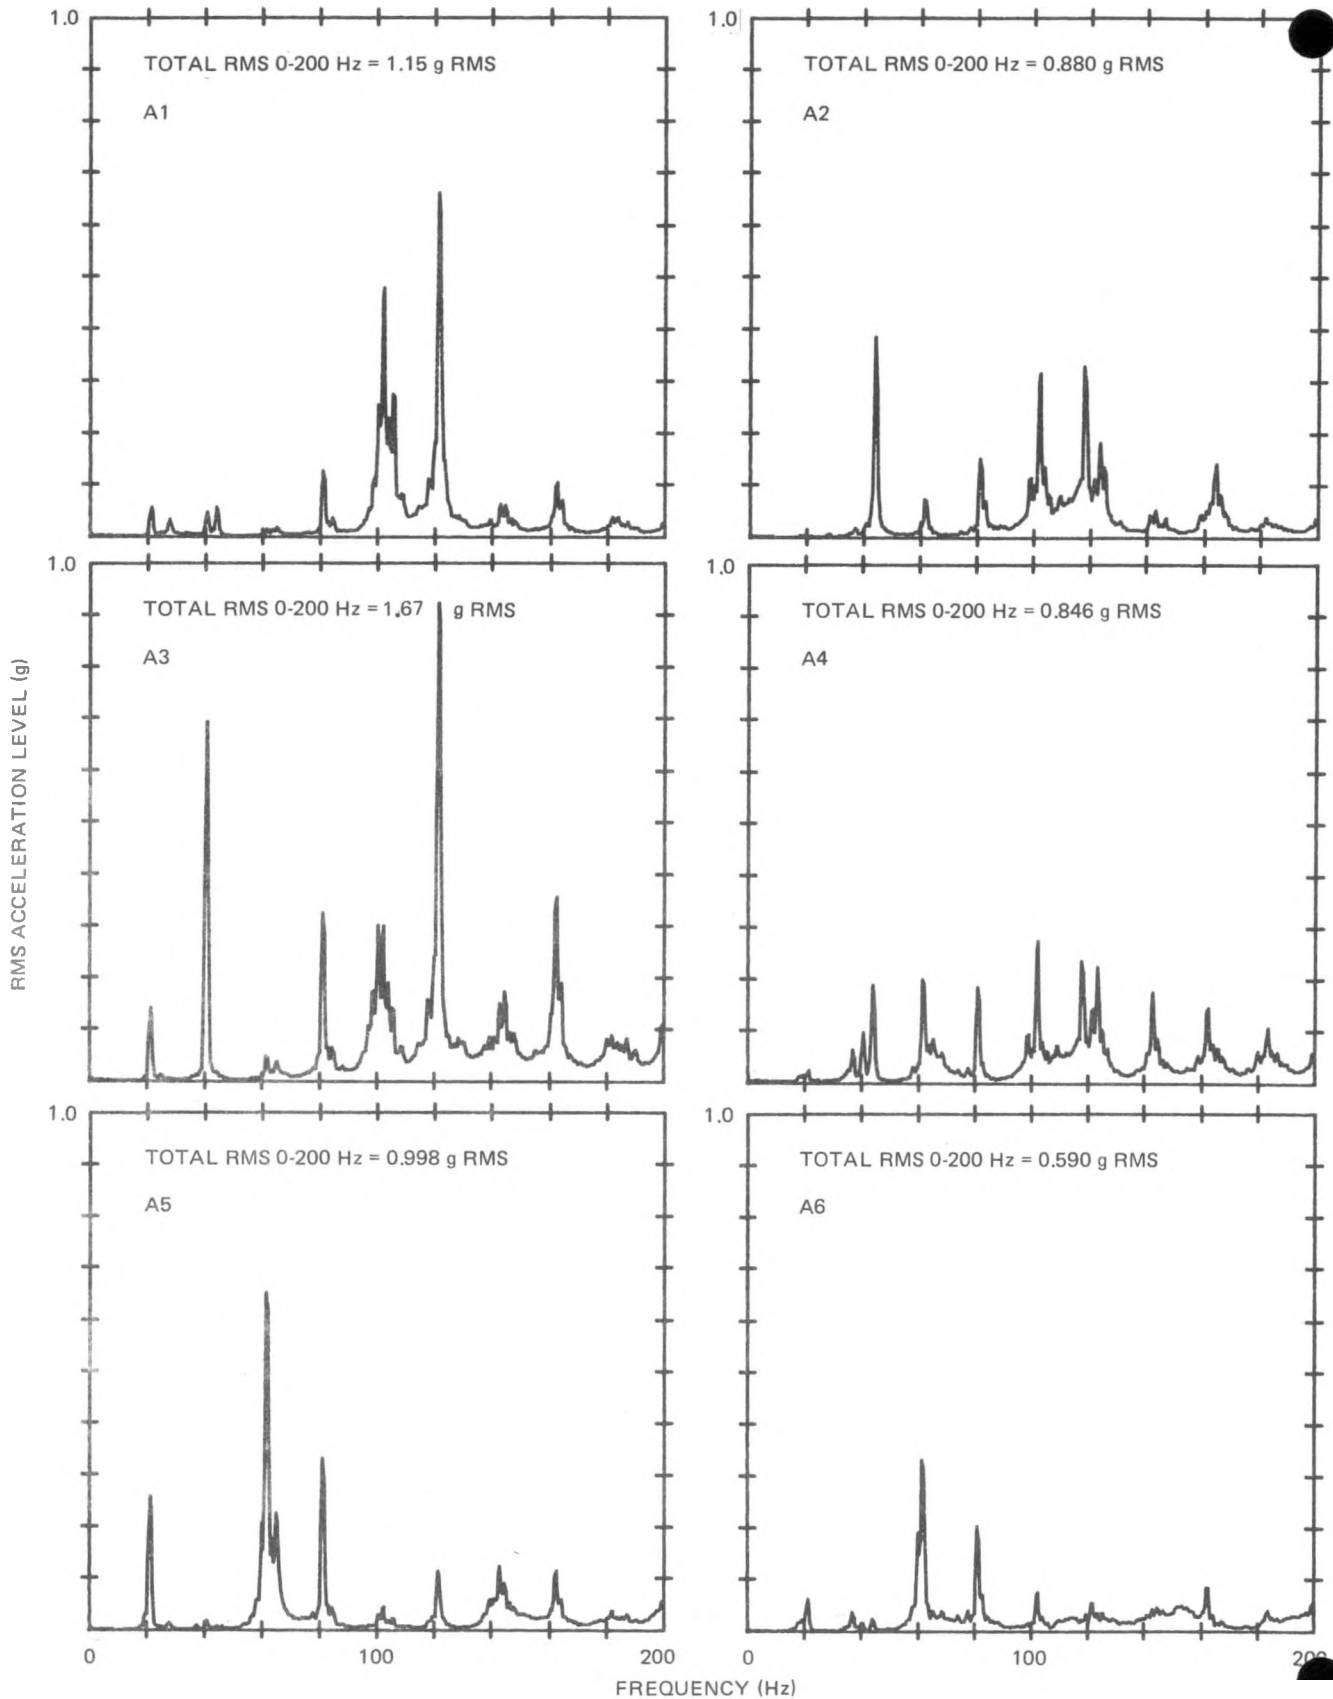 1.0
TOTAL RMS 0-200 Hz = 1.15 g RMS
A1
1.0
TOTAL RMS 0-200 Hz = 0.880 g RMS
A2
1.0
TOTAL RMS 0-200 Hz = 1.67 g RMS
A3
1.0
TOTAL RMS 0-200 Hz = 0.846 g RMS
A4
RMS ACCELERATION LEVEL (g)
1.0
TOTAL RMS 0-200 Hz = 0.998 g RMS
A5
1.0
TOTAL RMS 0-200 Hz = 0.590 g RMS
A6
0 100 200
0 100
FREQUENCY (Hz)